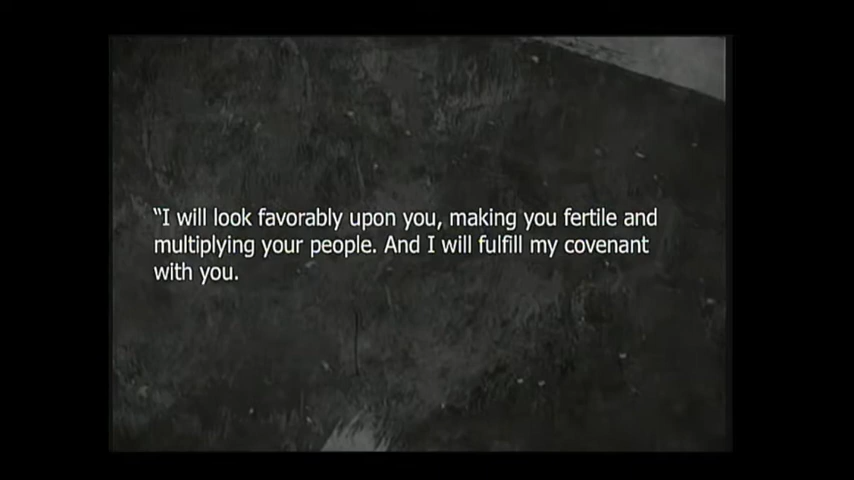 “I will look favorably upon you, making you fertile and
multiplying your people. And I will fulfill my covenant
with you.